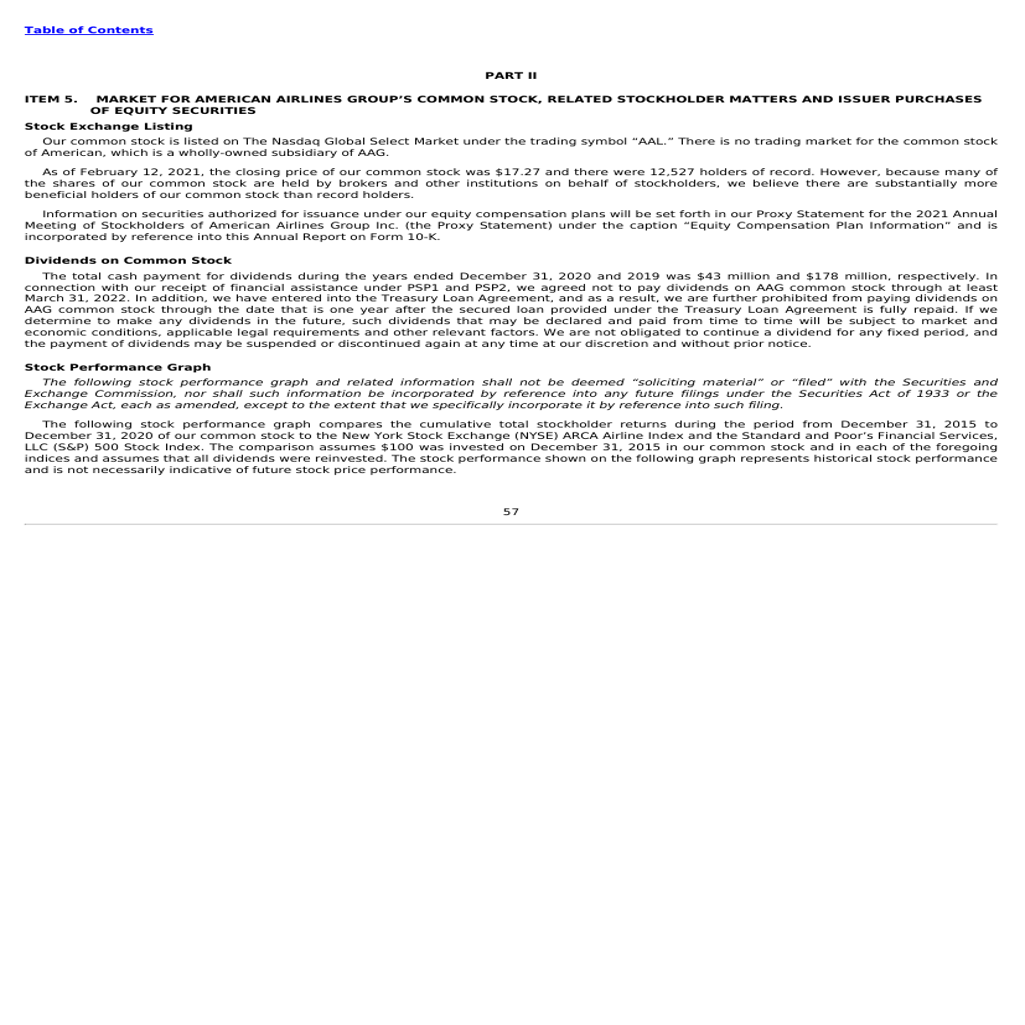 Table of Contents
PART II
ITEM 5. MARKET FOR AMERICAN AIRLINES GROUP’S COMMON STOCK, RELATED STOCKHOLDER MATTERS AND ISSUER PURCHASES
OF EQUITY SECURITIES
Stock Exchange Listing
Our common stock is listed on The Nasdaq Global Select Market under the trading symbol “AAL.” There is no trading market for the common stock
of American, which is a wholly-owned subsidiary of AAG.
As of February 12, 2021, the closing price of our common stock was $17.27 and there were 12,527 holders of record. However, because many of
the shares of our common stock are held by brokers and other institutions on behalf of stockholders, we believe there are substantially more
beneficial holders of our common stock than record holders.
Information on securities authorized for issuance under our equity compensation plans will be set forth in our Proxy Statement for the 2021 Annual
Meeting of Stockholders of American Airlines Group Inc. (the Proxy Statement) under the caption “Equity Compensation Plan Information” and is
incorporated by reference into this Annual Report on Form 10-K.
Dividends on Common Stock
The total cash payment for dividends during the years ended December 31, 2020 and 2019 was $43 million and $178 million, respectively. In
connection with our receipt of financial assistance under PSP1 and PSP2, we agreed not to pay dividends on AAG common stock through at least
March 31, 2022. In addition, we have entered into the Treasury Loan Agreement, and as a result, we are further prohibited from paying dividends on
AAG common stock through the date that is one year after the secured loan provided under the Treasury Loan Agreement is fully repaid. If we
determine to make any dividends in the future, such dividends that may be declared and paid from time to time will be subject to market and
economic conditions, applicable legal requirements and other relevant factors. We are not obligated to continue a dividend for any fixed period, and
the payment of dividends may be suspended or discontinued again at any time at our discretion and without prior notice.
Stock Performance Graph
The following stock performance graph and related information shall not be deemed “soliciting material” or “filed” with the Securities and
Exchange Commission, nor shall such information be incorporated by reference into any future filings under the Securities Act of 1933 or the
Exchange Act, each as amended, except to the extent that we specifically incorporate it by reference into such filing.
The following stock performance graph compares the cumulative total stockholder returns during the period from December 31, 2015 to
December 31, 2020 of our common stock to the New York Stock Exchange (NYSE) ARCA Airline Index and the Standard and Poor’s Financial Services,
LLC (S&P) 500 Stock Index. The comparison assumes $100 was invested on December 31, 2015 in our common stock and in each of the foregoing
indices and assumes that all dividends were reinvested. The stock performance shown on the following graph represents historical stock performance
and is not necessarily indicative of future stock price performance.
57